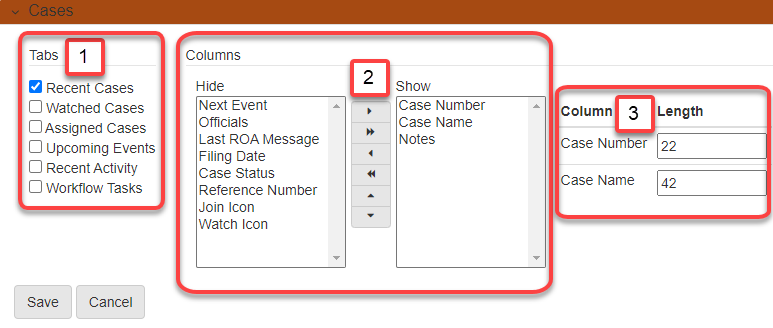 Cases
Tabs 1
Recent Cases
Watched Cases
Assigned Cases
Upcoming Events
Recent Activity
Workflow Tasks
Columns
Hide
Next Event
Officials
Last ROA Message
Filing Date
Case Status
Reference Number
Join Icon
Watch Icon
2
Show
Case Number
Case Name
Notes
Column 3 Length
Case Number 22
Case Name 42
Save Cancel